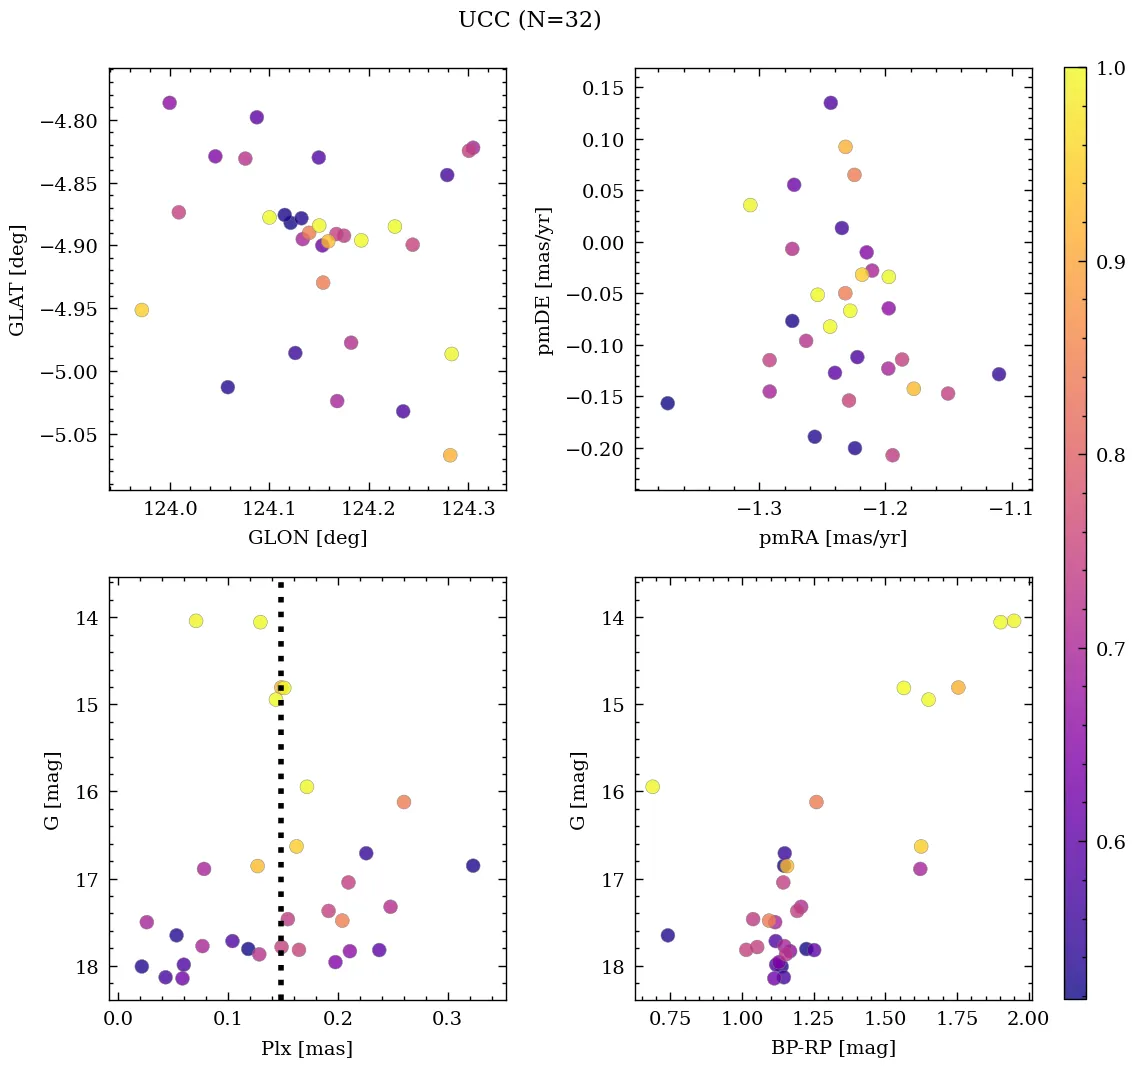 UCC (N=32)
−4.80
−4.85
−4.90
−4.95
−5.00
−5.05
GLAT [deg]
124.0 124.1 124.2 124.3
GLON [deg]
0.15
0.10
0.05
0.00
−0.05
−0.10
−0.15
−0.20
pmDE [mas/yr]
−1.3 −1.2 −1.1
pmRA [mas/yr]
1.0
0.9
0.8
0.7
0.6
14
15
16
17
18
G [mag]
0.0 0.1 0.2 0.3
Plx [mas]
14
15
16
17
18
G [mag]
0.75 1.00 1.25 1.50 1.75 2.00
BP-RP [mag]